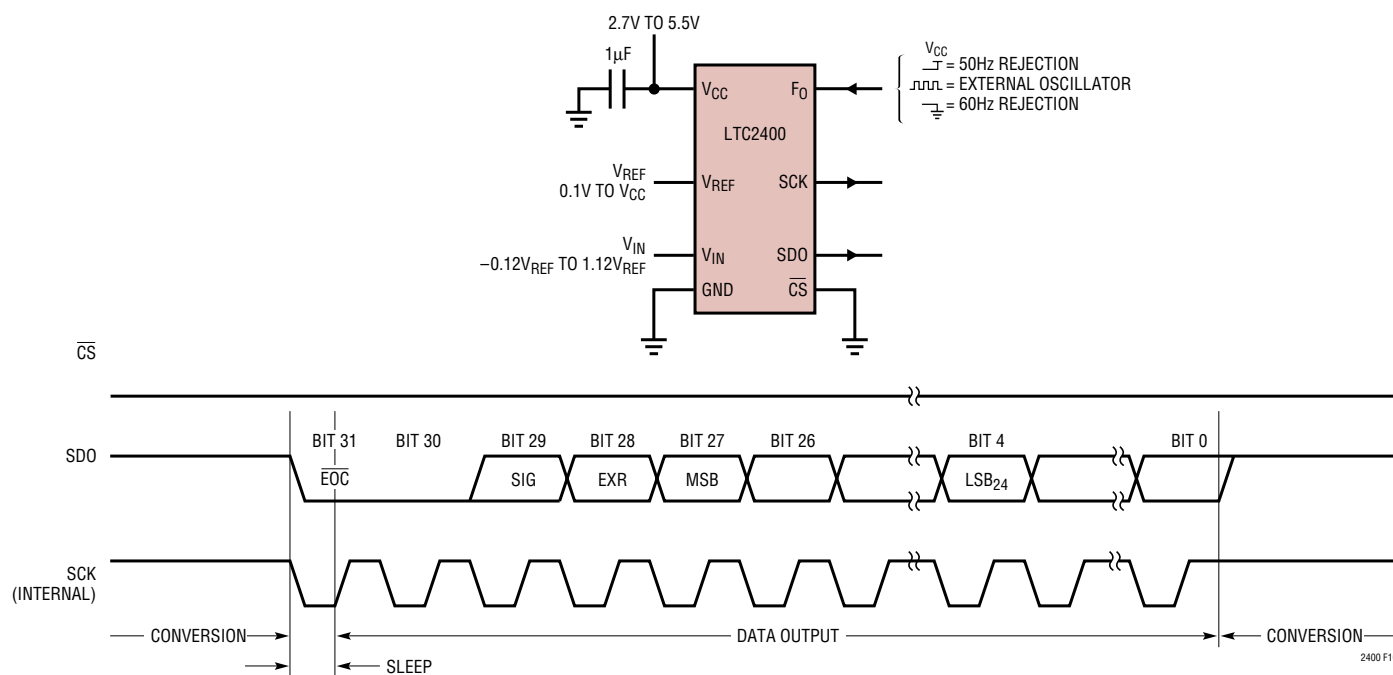 2.7V TO 5.5V
1µF
VCC
FO
LTC2400
VREF
0.1V TO VCC
VREF
SCK
VIN
−0.12VREF TO 1.12VREF
VIN
SDO
GND
CS
VCC
= 50Hz REJECTION
= EXTERNAL OSCILLATOR
= 60Hz REJECTION
CS
BIT 31 BIT 30 BIT 29 BIT 28 BIT 27 BIT 26 BIT 4 BIT 0
SDO
EOC SIG EXR MSB LSB24
SCK
(INTERNAL)
CONVERSION DATA OUTPUT CONVERSION
SLEEP
2400 F1